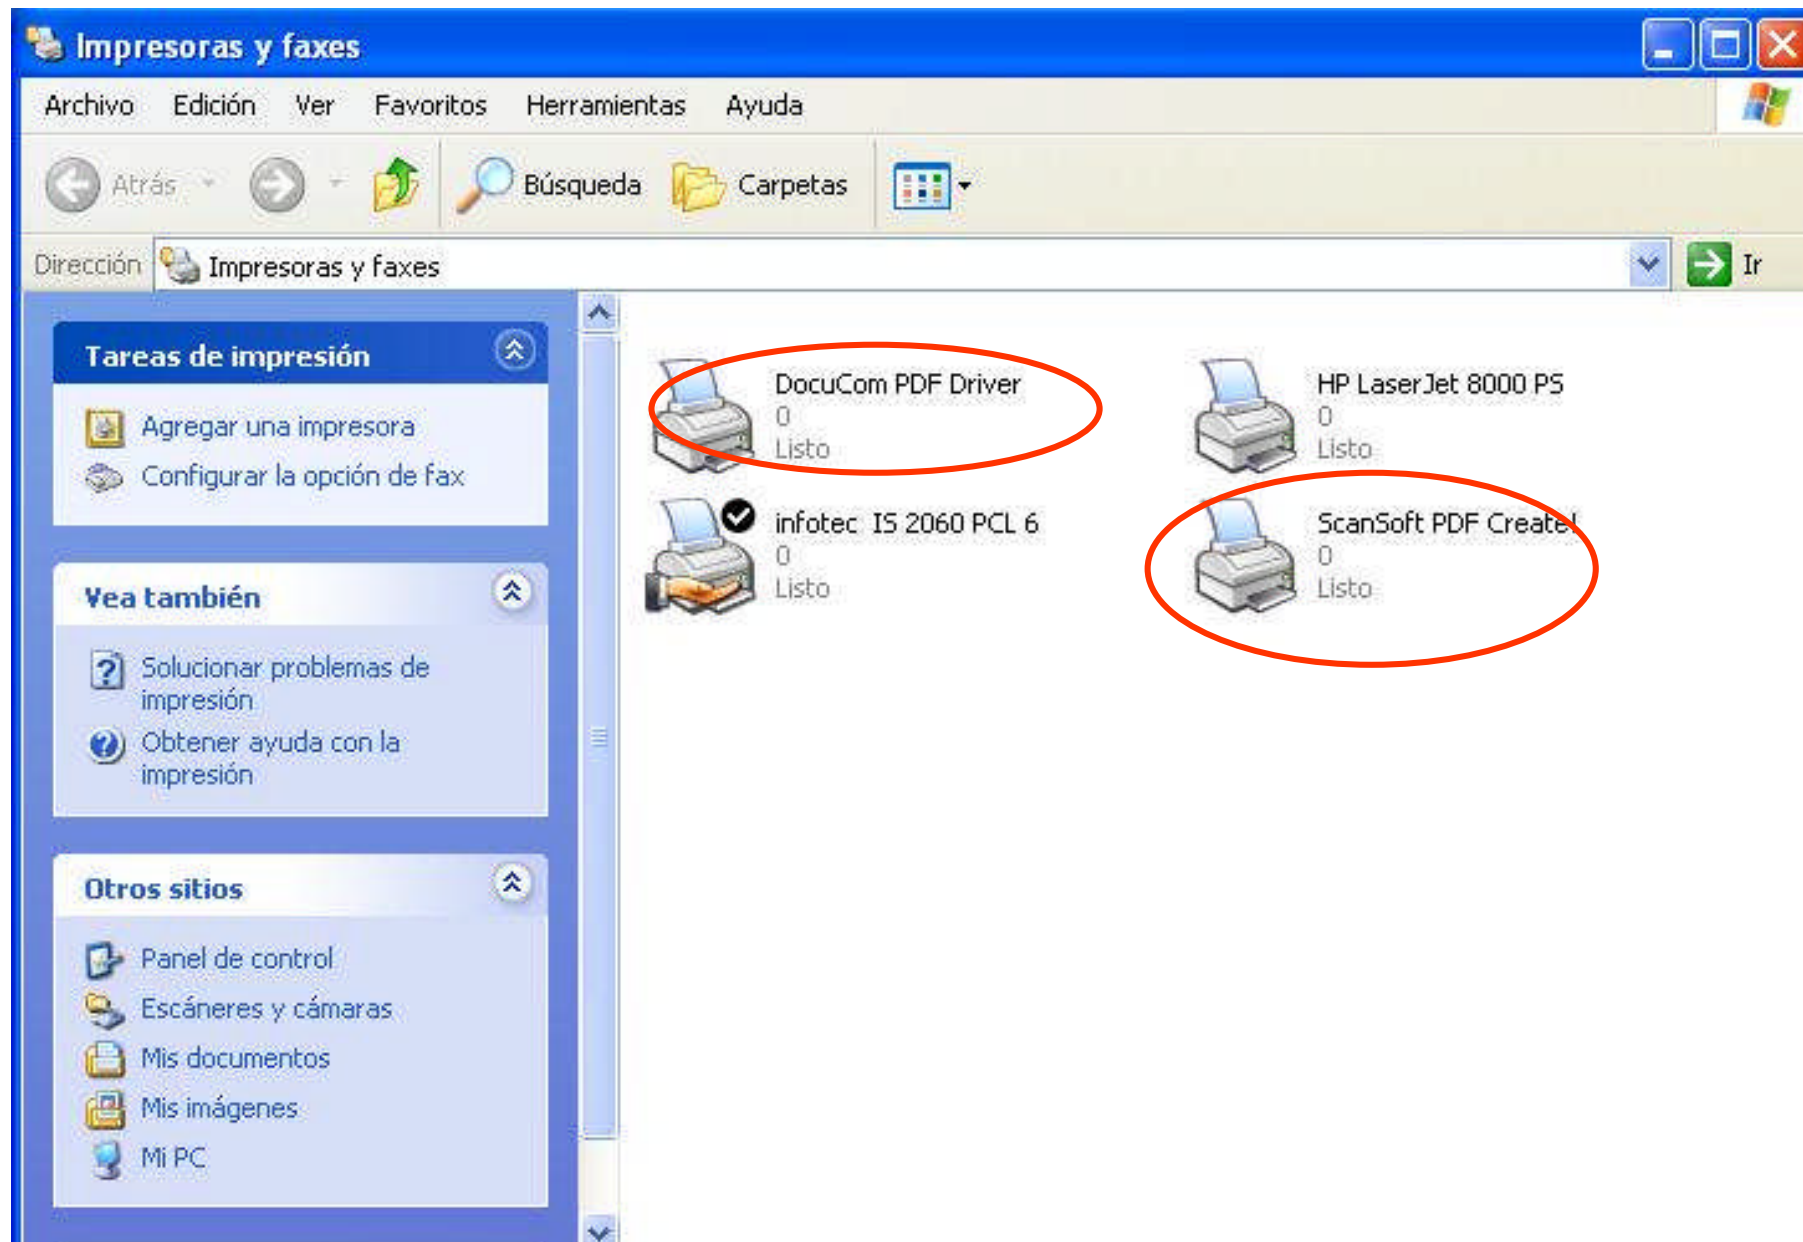 Impresoras y faxes
Archivo Edición Ver Favoritos Herramientas Ayuda
Atrás Búsqueda Carpetas
Dirección Impresoras y faxes Ir
Tareas de impresión
Agregar una impresora
Configurar la opción de fax
Vea también
Solucionar problemas de
impresión
Obtener ayuda con la
impresión
Otros sitios
Panel de control
Escáneres y cámaras
Mis documentos
Mis imágenes
Mi PC
DocuCom PDF Driver
0
Listo
HP LaserJet 8000 PS
0
Listo
infotec IS 2060 PCL 6
0
Listo
ScanSoft PDF Create!
0
Listo